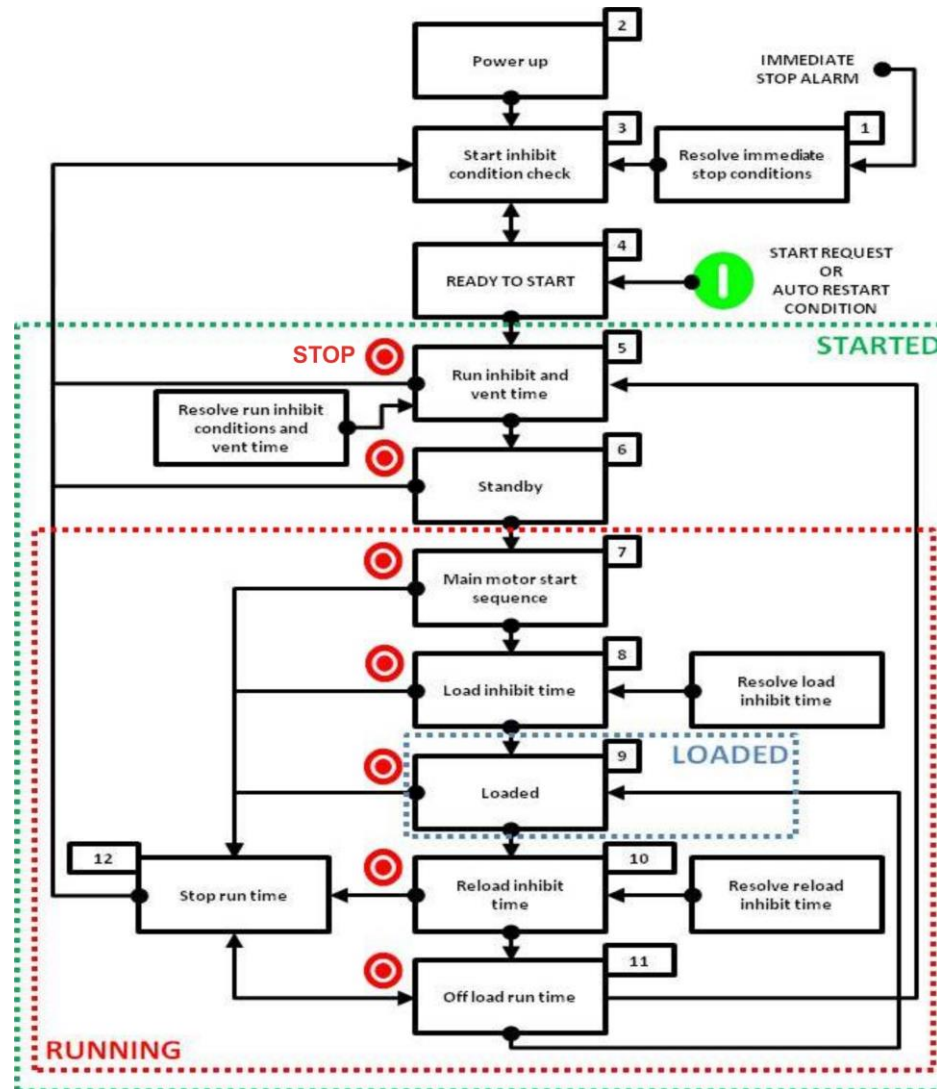 2
Power up
IMMEDIATE
STOP ALARM
3
Start inhibit
condition check
1
Resolve immediate
stop conditions
4
READY TO START
START REQUEST
OR
AUTO RESTART
CONDITION
STARTED
STOP
5
Run inhibit and
vent time
Resolve run inhibit
conditions and
vent time
6
Standby
7
Main motor start
sequence
8
Load inhibit time
Resolve load
inhibit time
9
LOADED
Loaded
12
Stop run time
10
Reload inhibit
time
Resolve reload
inhibit time
11
Off load run time
RUNNING